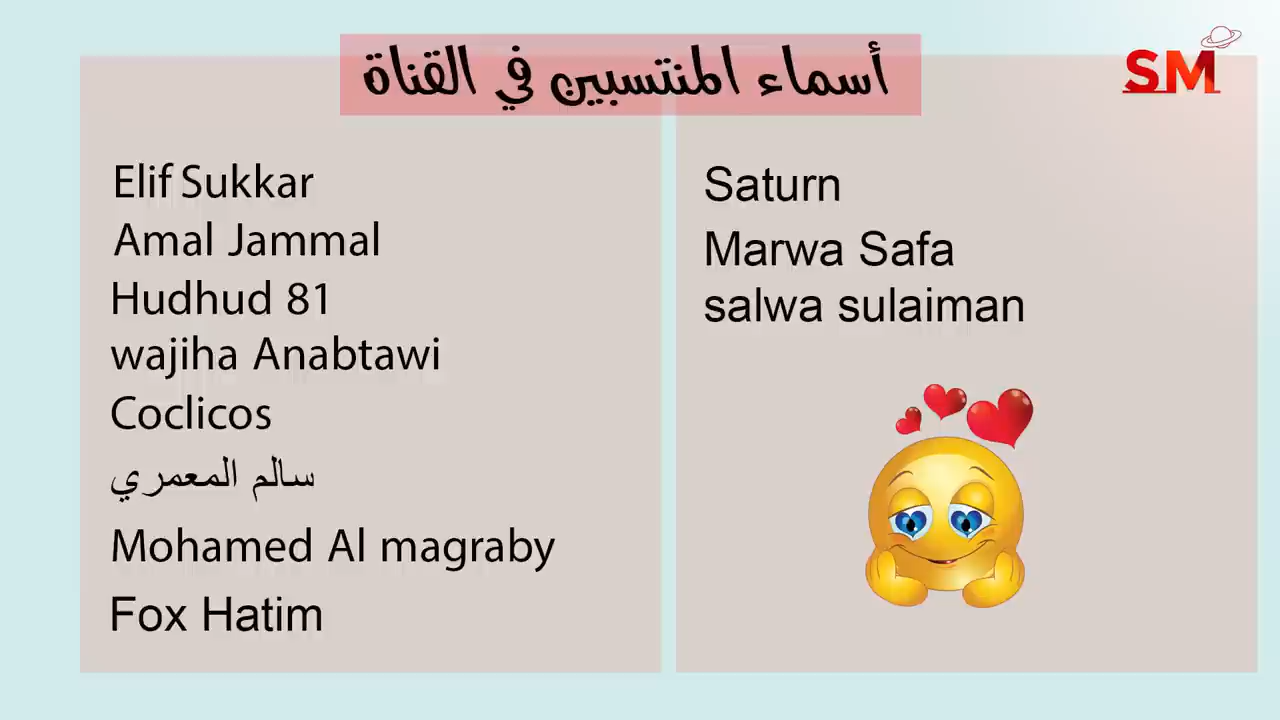 أسماء المنتسبين في القناة
SM
Elif Sukkar
Amal Jammal
Hudhud 81
wajiha Anabtawi
Coclicos
سالم المعمري
Mohamed Al magraby
Fox Hatim
Saturn
Marwa Safa
salwa sulaiman